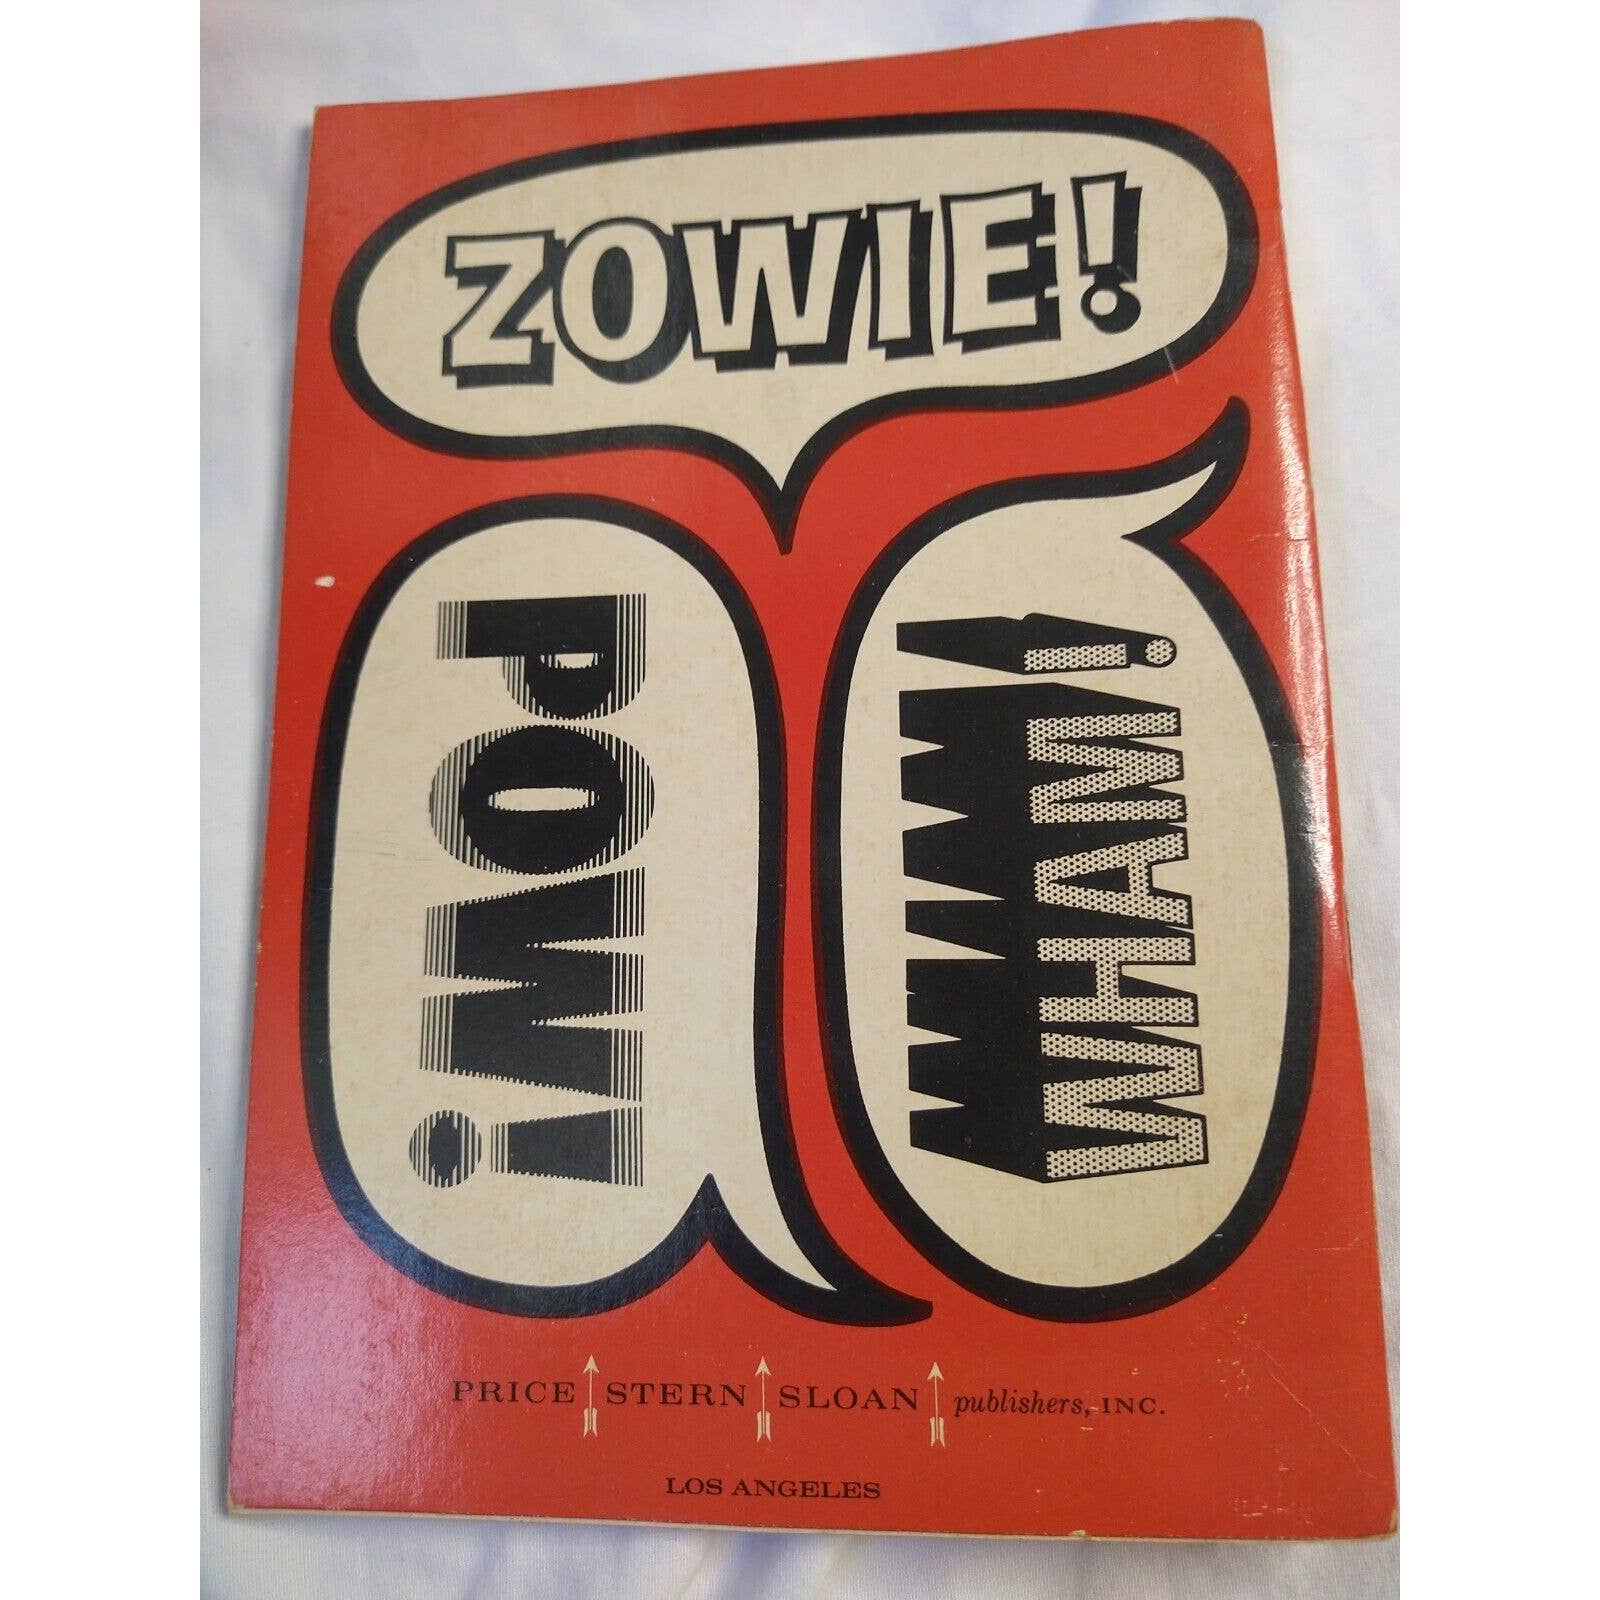 ZOWIE!
POW!
WHAM!
PRICE STERN SLOAN publishers, INC.
LOS ANGELES